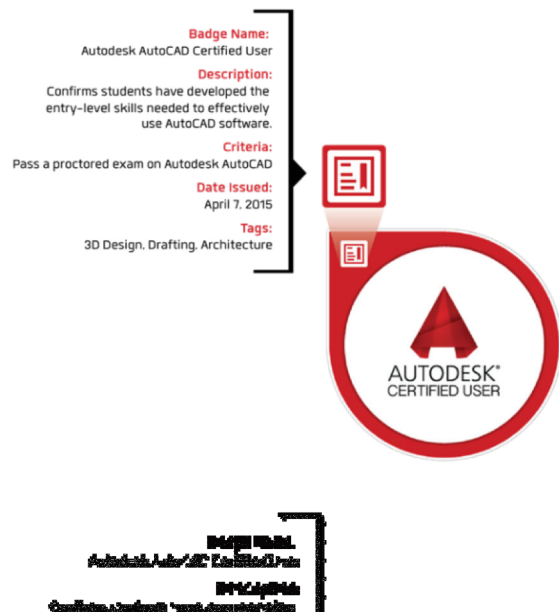 Badge Name:
Autodesk AutoCAD Certified User
Description:
Confirms students have developed the
entry-level skills needed to effectively
use AutoCAD software.
Criteria:
Pass a proctored exam on Autodesk AutoCAD
Date Issued:
April 7, 2015
Tags:
3D Design, Drafting, Architecture
AUTODESK®
CERTIFIED USER